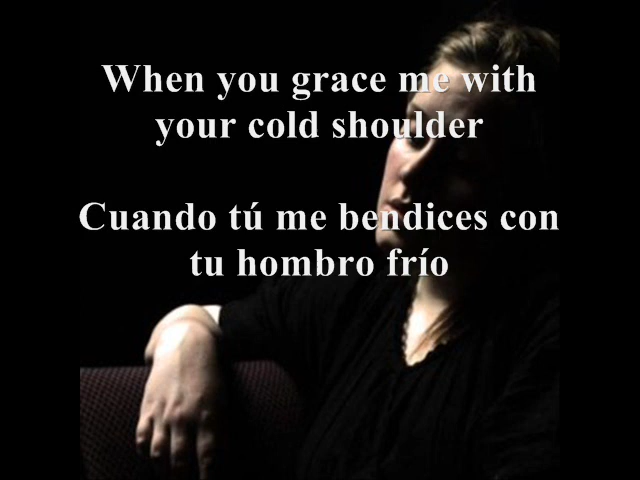 When you grace me with
your cold shoulder
Cuando tú me bendices con
tu hombro frío